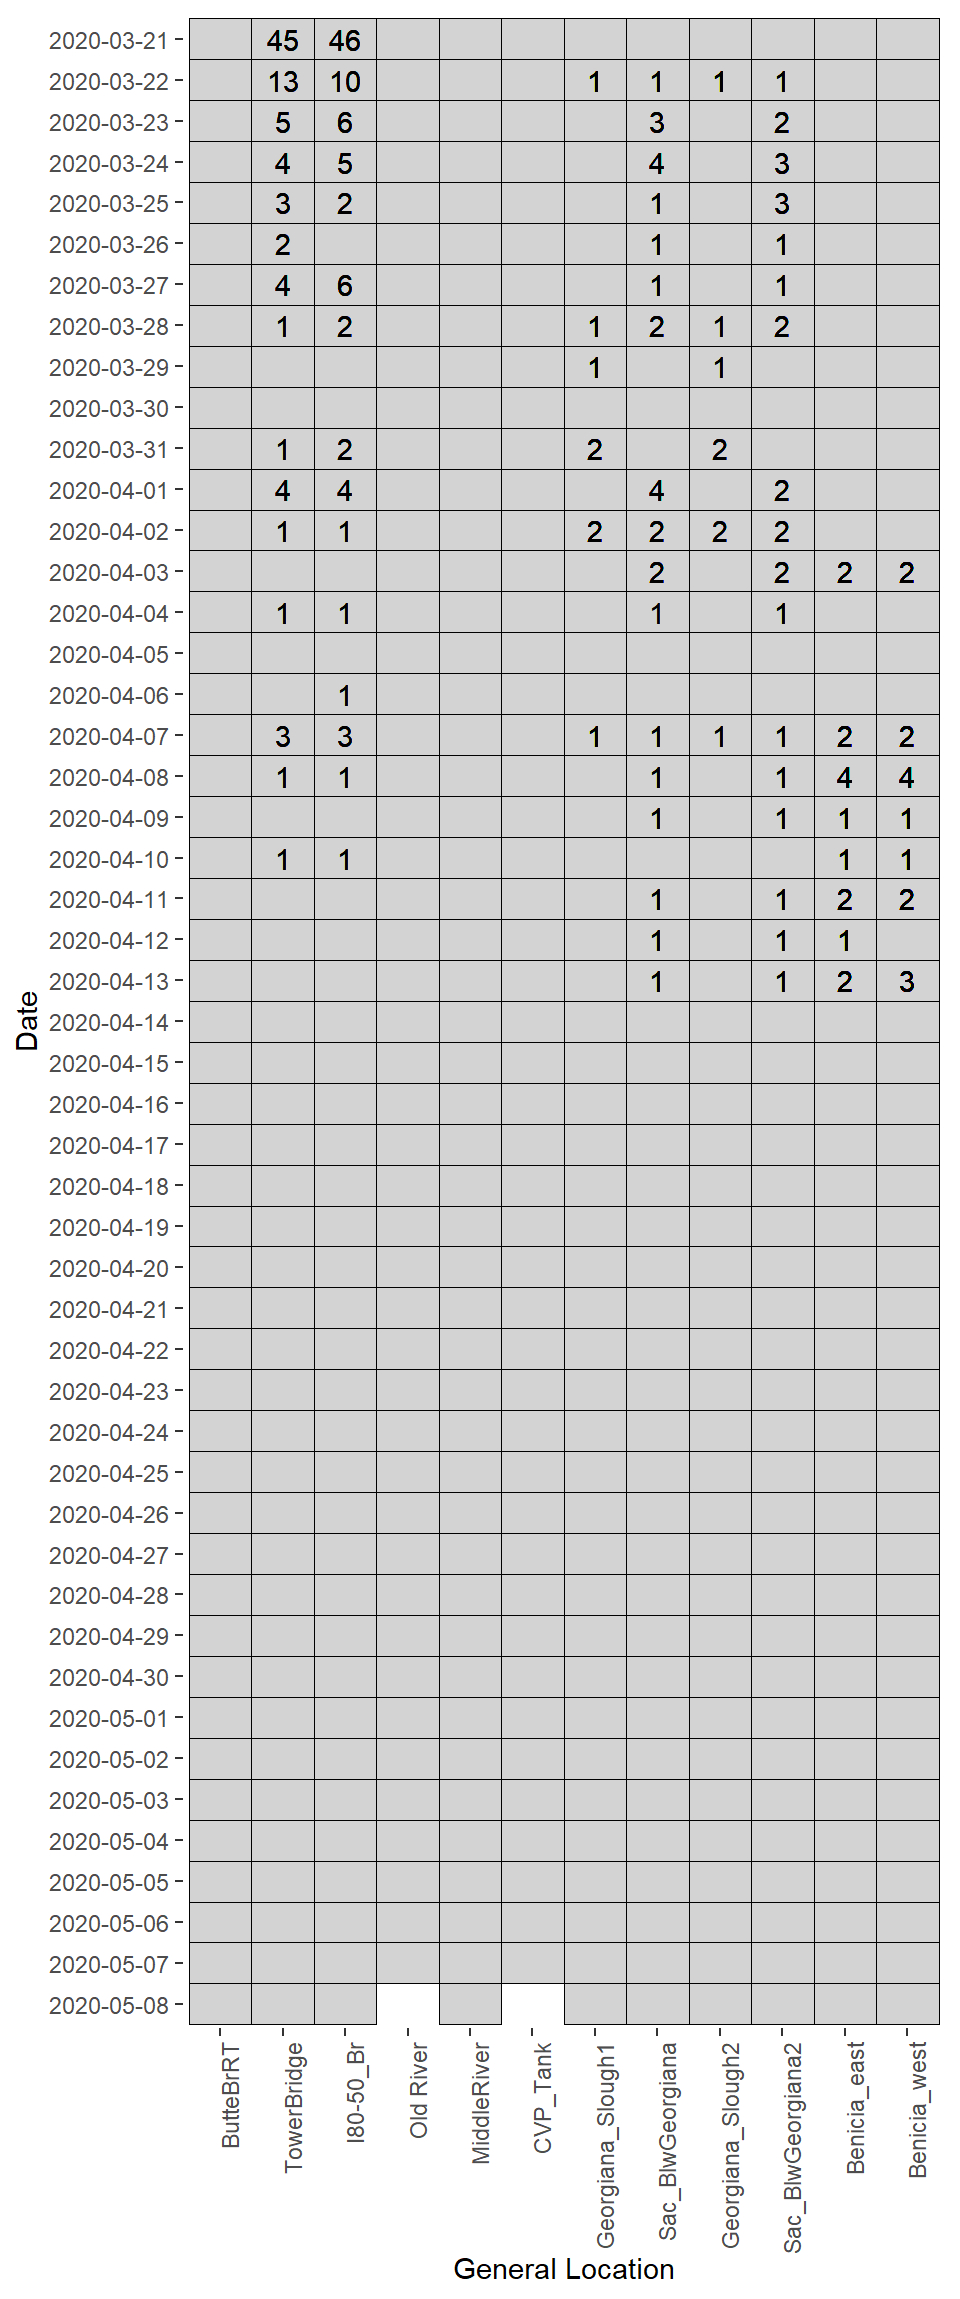 2020-03-21 45 46
2020-03-22 13 10 1 1 1 1
2020-03-23 5 6 3 2
2020-03-24 4 5 4 3
2020-03-25 3 2 1 3
2020-03-26 2 1 1
2020-03-27 4 6 1 1
2020-03-28 1 2 1 2 1 2
2020-03-29 1 1
2020-03-30
2020-03-31 1 2 2 2
2020-04-01 4 4 4 2
2020-04-02 1 1 2 2 2 2
2020-04-03 2 2 2 2
2020-04-04 1 1 1 1
2020-04-05
2020-04-06 1
2020-04-07 3 3 1 1 1 1 2 2
2020-04-08 1 1 1 1 4 4
2020-04-09 1 1 1 1
2020-04-10 1 1 1 1
2020-04-11 1 1 2 2
2020-04-12 1 1 1
2020-04-13 1 1 2 3
2020-04-14
2020-04-15
2020-04-16
2020-04-17
2020-04-18
2020-04-19
2020-04-20
2020-04-21
2020-04-22
2020-04-23
2020-04-24
2020-04-25
2020-04-26
2020-04-27
2020-04-28
2020-04-29
2020-04-30
2020-05-01
2020-05-02
2020-05-03
2020-05-04
2020-05-05
2020-05-06
2020-05-07
2020-05-08
Date
ButteBrRT
TowerBridge
I80-50_Br
Old River
MiddleRiver
CVP_Tank
Georgiana_Slough1
Sac_BlwGeorgiana
Georgiana_Slough2
Sac_BlwGeorgiana2
Benicia_east
Benicia_west
General Location